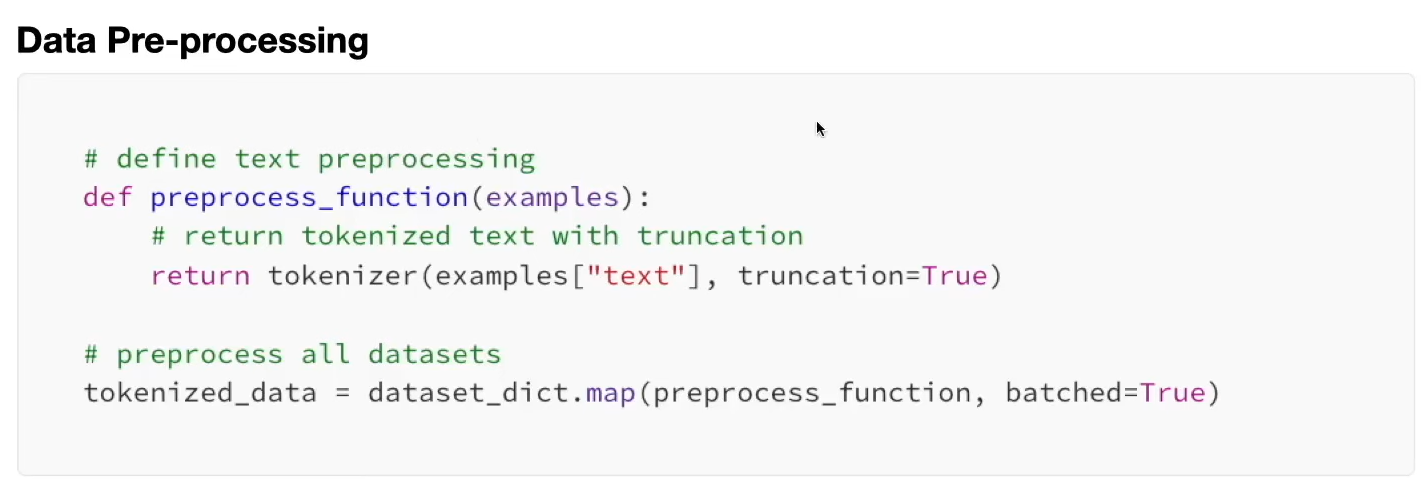 Data Pre-processing
# define text preprocessing
def preprocess_function(examples):
    # return tokenized text with truncation
    return tokenizer(examples["text"], truncation=True)
# preprocess all datasets
tokenized_data = dataset_dict.map(preprocess_function, batched=True)